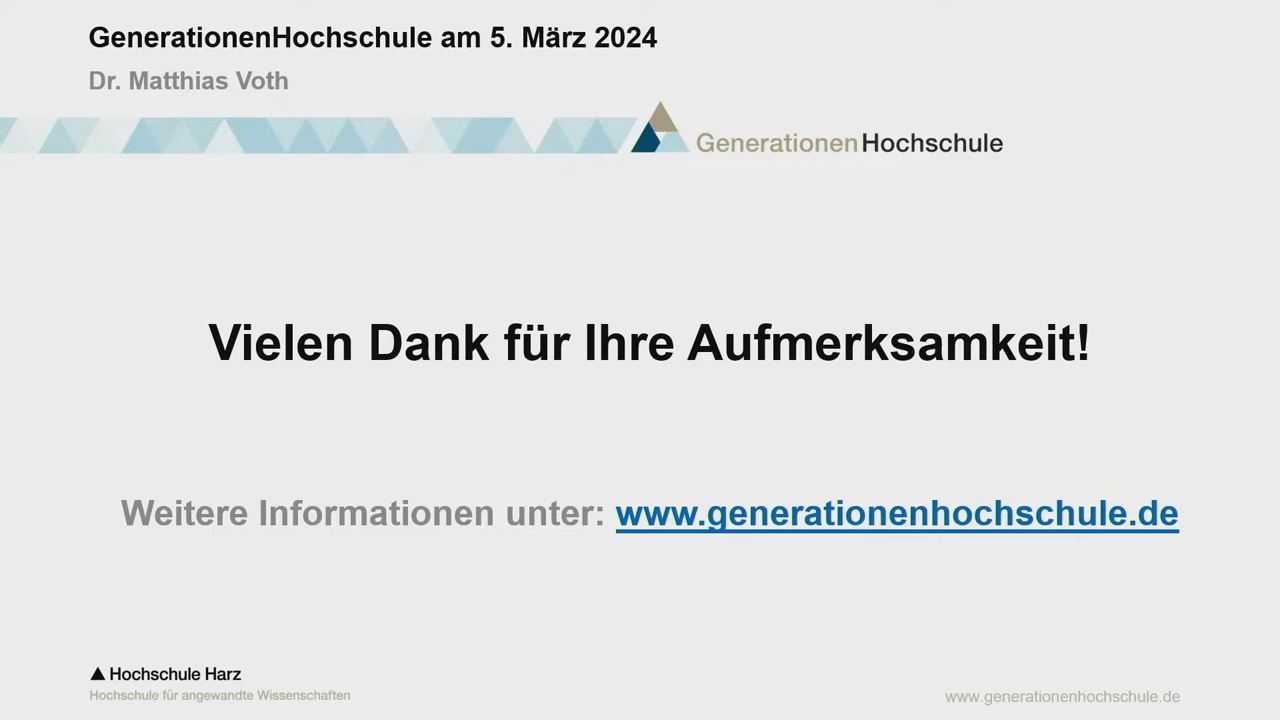 GenerationenHochschule am 5. März 2024
Dr. Matthias Voth
GenerationenHochschule
Vielen Dank für Ihre Aufmerksamkeit!
Weitere Informationen unter: www.generationenhochschule.de
Hochschule Harz
Hochschule für angewandte Wissenschaften
www.generationenhochschule.de